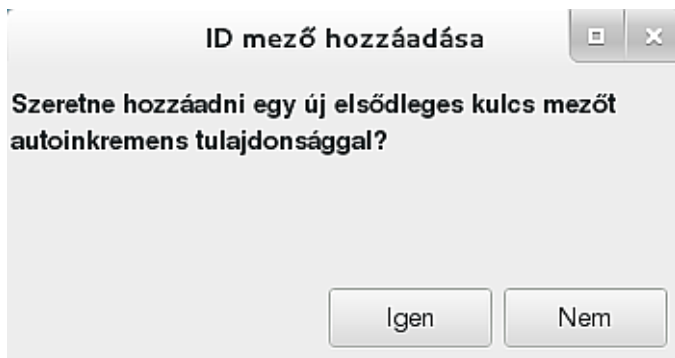 ID mező hozzáadása
Szeretne hozzáadni egy új elsődleges kulcs mezőt
autoinkremens tulajdonsággal?
Igen Nem